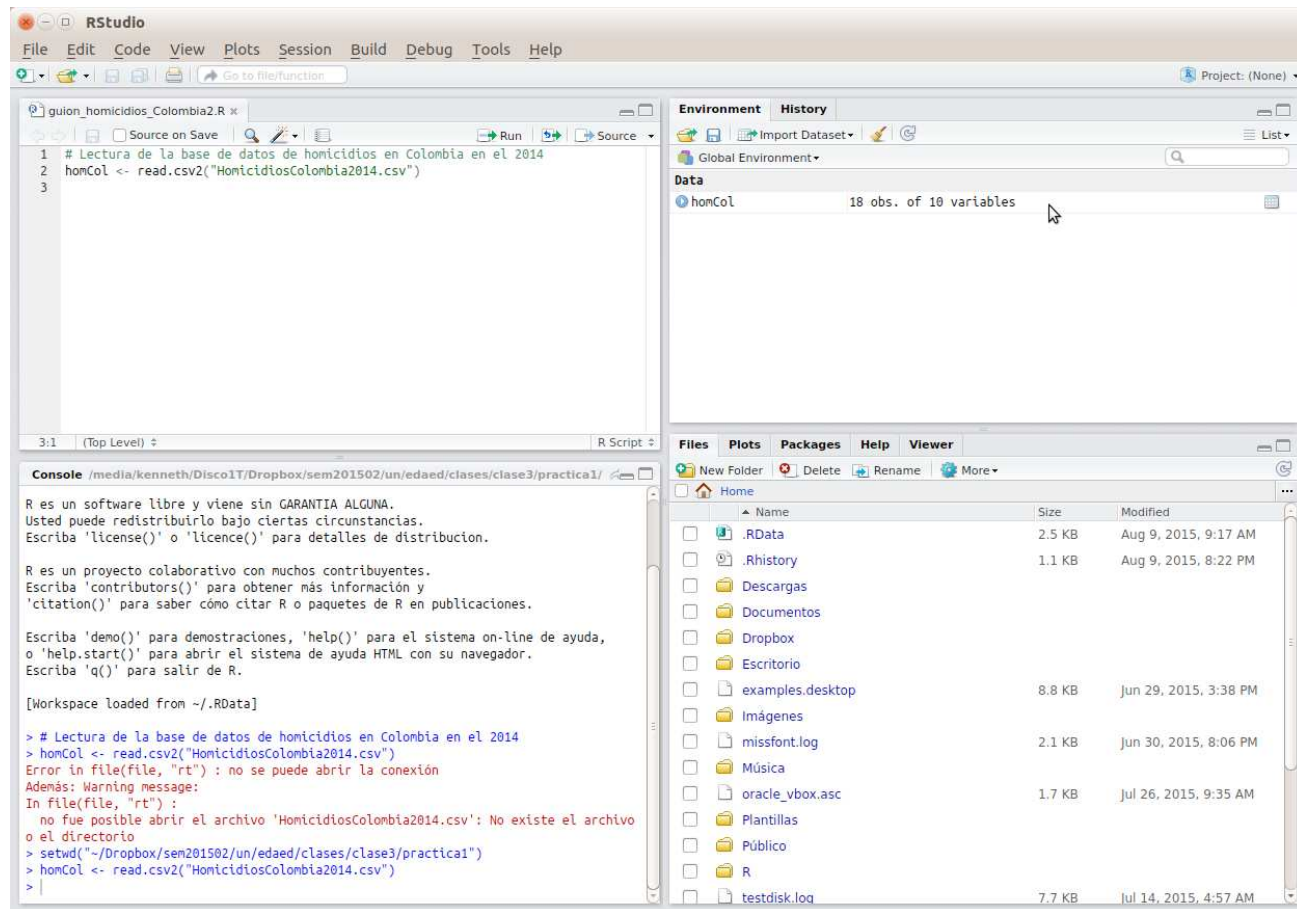 RStudio
File Edit Code View Plots Session Build Debug Tools Help
Go to file/function
Project: (None)
guion_homicidios_Colombia2.R
Source on Save Run Source
1 # Lectura de la base de datos de homicidios en Colombia en el 2014
2 homCol <- read.csv2("HomicidiosColombia2014.csv")
3
3:1 (Top Level) R Script
Console /media/kenneth/Disco1T/Dropbox/sem201502/un/edaed/clases/clase3/practica1/
R es un software libre y viene sin GARANTIA ALGUNA.
Usted puede redistribuirlo bajo ciertas circunstancias.
Escriba 'license()' o 'licence()' para detalles de distribucion.
R es un proyecto colaborativo con muchos contribuyentes.
Escriba 'contributors()' para obtener más información y
'citation()' para saber cómo citar R o paquetes de R en publicaciones.
Escriba 'demo()' para demostraciones, 'help()' para el sistema on-line de ayuda,
o 'help.start()' para abrir el sistema de ayuda HTML con su navegador.
Escriba 'q()' para salir de R.
[Workspace loaded from ~/.RData]
> # Lectura de la base de datos de homicidios en Colombia en el 2014
> homCol <- read.csv2("HomicidiosColombia2014.csv")
Error in file(file, "rt") : no se puede abrir la conexión
Además: Warning message:
In file(file, "rt") :
no fue posible abrir el archivo 'HomicidiosColombia2014.csv': No existe el archivo
o el directorio
> setwd("~/Dropbox/sem201502/un/edaed/clases/clase3/practica1")
> homCol <- read.csv2("HomicidiosColombia2014.csv")
>
Environment History
Import Dataset List
Global Environment
Data
homCol 18 obs. of 10 variables
Files Plots Packages Help Viewer
New Folder Delete Rename More
Home
Name Size Modified
.RData 2.5 KB Aug 9, 2015, 9:17 AM
.Rhistory 1.1 KB Aug 9, 2015, 8:22 PM
Descargas
Documentos
Dropbox
Escritorio
examples.desktop 8.8 KB Jun 29, 2015, 3:38 PM
Imágenes
missfont.log 2.1 KB Jun 30, 2015, 8:06 PM
Música
oracle_vbox.asc 1.7 KB Jul 26, 2015, 9:35 AM
Plantillas
Público
R
testdisk.log 7.7 KB Jul 14, 2015, 4:57 AM